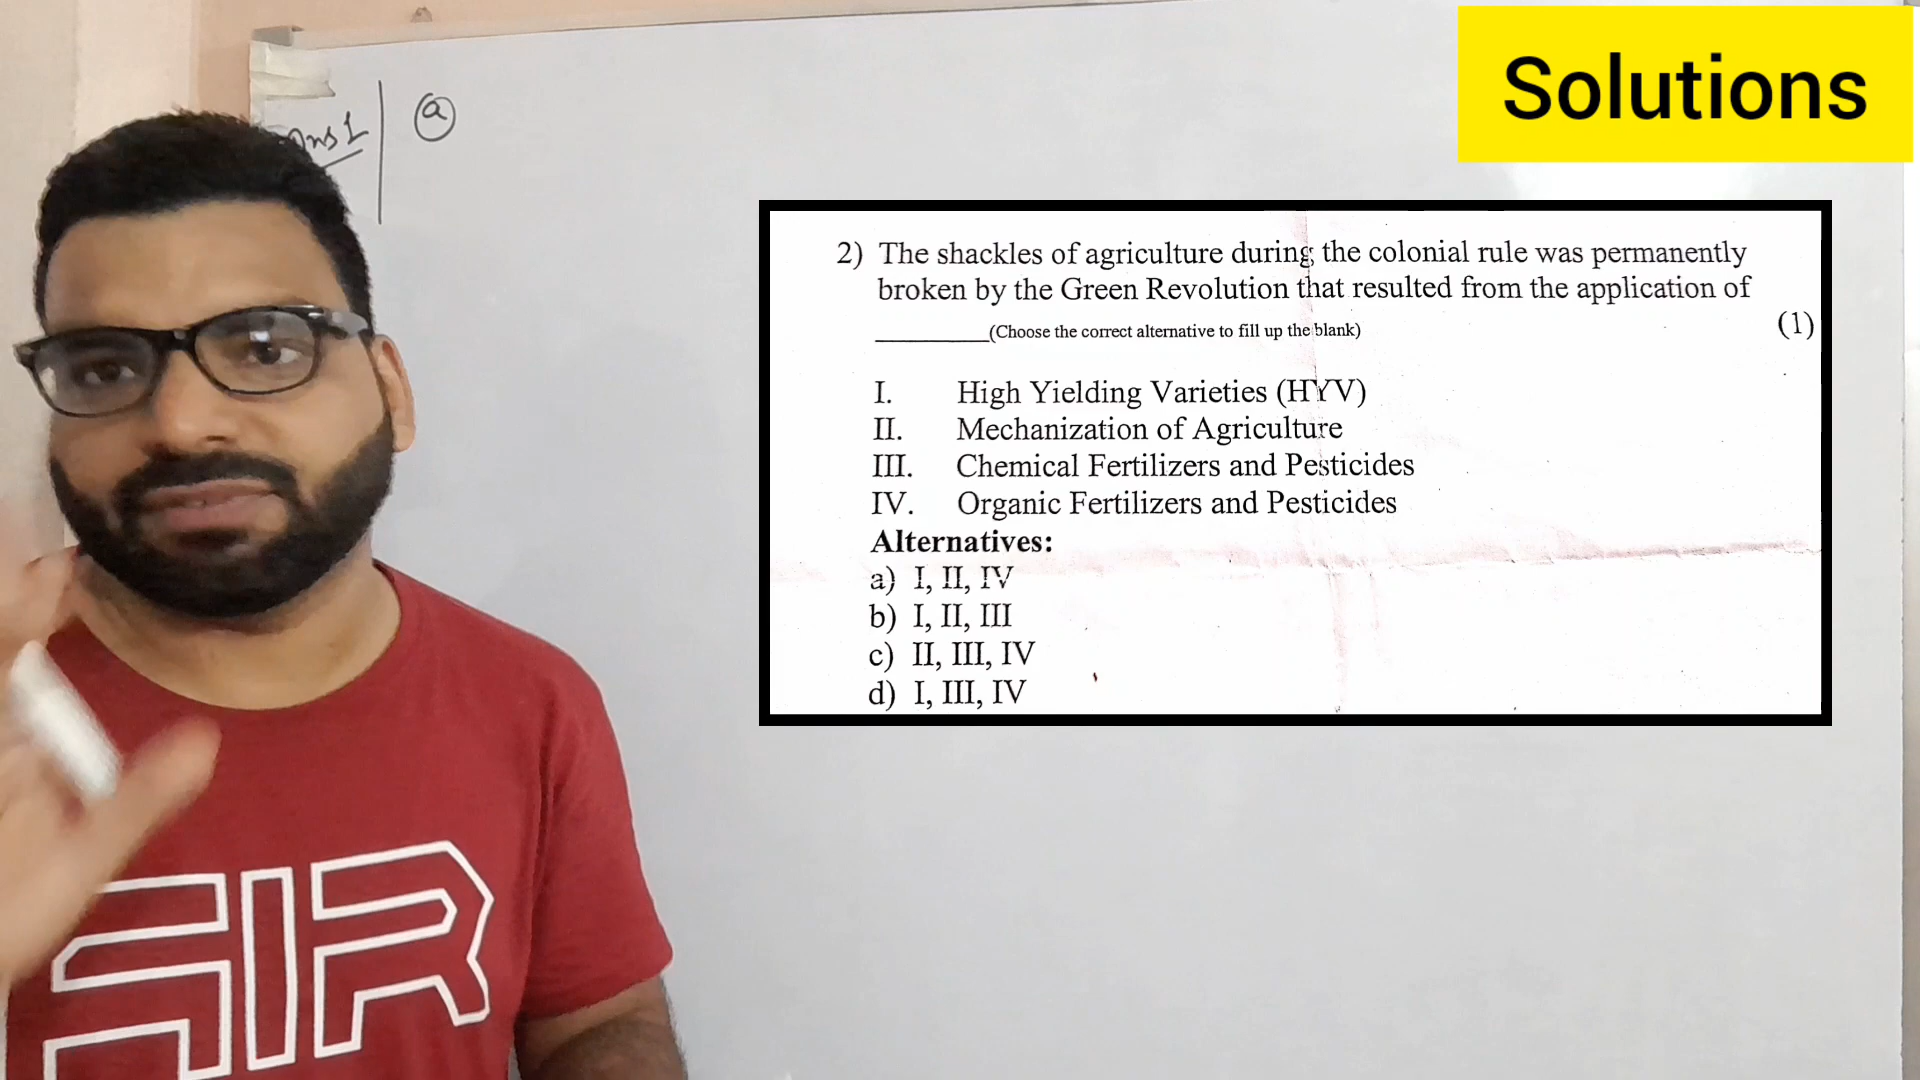 Solutions
Ans 1 a
2) The shackles of agriculture during the colonial rule was permanently
broken by the Green Revolution that resulted from the application of
__________(Choose the correct alternative to fill up the blank) (1)
I. High Yielding Varieties (HYV)
II. Mechanization of Agriculture
III. Chemical Fertilizers and Pesticides
IV. Organic Fertilizers and Pesticides
Alternatives:
a) I, II, IV
b) I, II, III
c) II, III, IV
d) I, III, IV